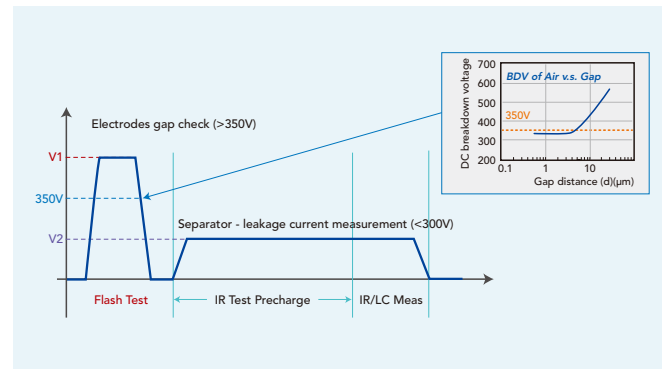 Electrodes gap check (>350V)
V1
350V
V2
Separator - leakage current measurement (<300V)
Flash Test
IR Test Precharge
IR/LC Meas
BDV of Air v.s. Gap
DC breakdown voltage
700
600
500
400
300
200
350V
0.1
1
10
100
Gap distance (d)(μm)